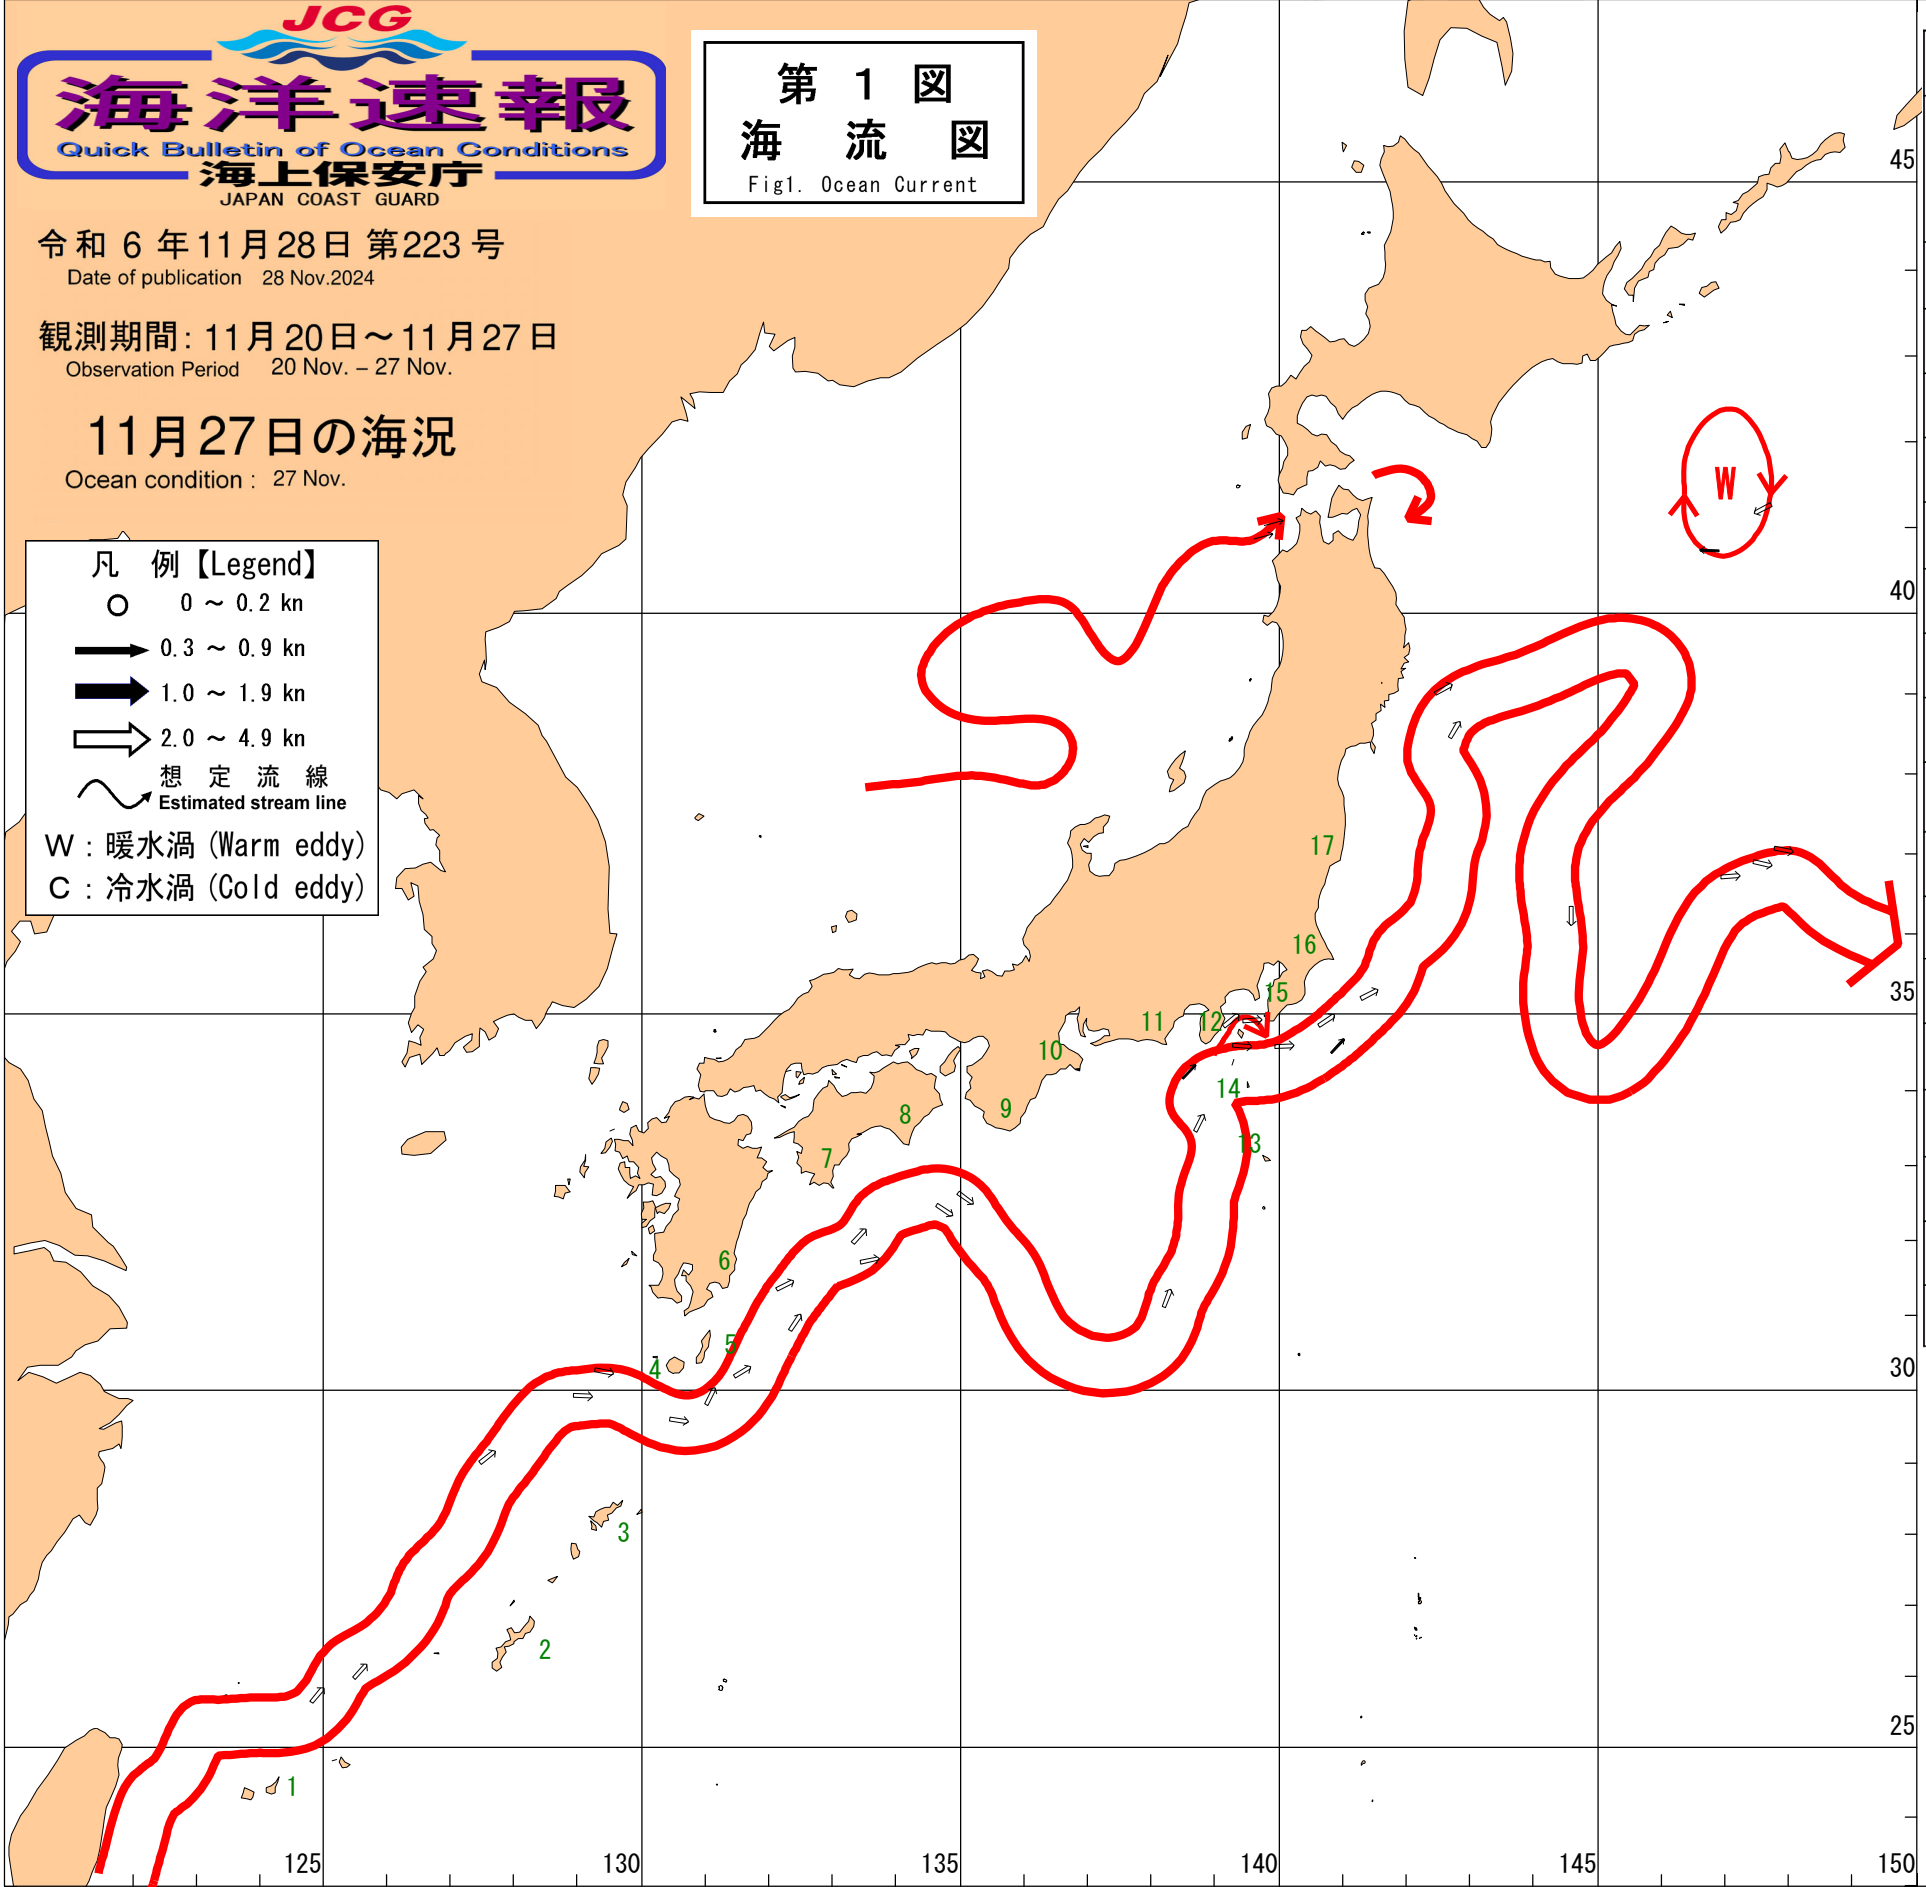 JCG
海洋速報
Quick Bulletin of Ocean Conditions
海上保安庁
JAPAN COAST GUARD
令和 6 年11月28日 第223 号
Date of publication 28 Nov.2024
観測期間: 11月20日～11月27日
Observation Period 20 Nov. – 27 Nov.
11月27日の海況
Ocean condition : 27 Nov.
第 1 図
海 流 図
Fig1. Ocean Current
凡 例【Legend】
0 ～ 0.2 kn
0.3 ～ 0.9 kn
1.0 ～ 1.9 kn
2.0 ～ 4.9 kn
想 定 流 線
Estimated stream line
W : 暖水渦 (Warm eddy)
C : 冷水渦 (Cold eddy)
45
W
40
17
16
35
15
12
11
10
14
9
8
13
7
6
5
4
30
3
2
25
1
125
130
135
140
145
150